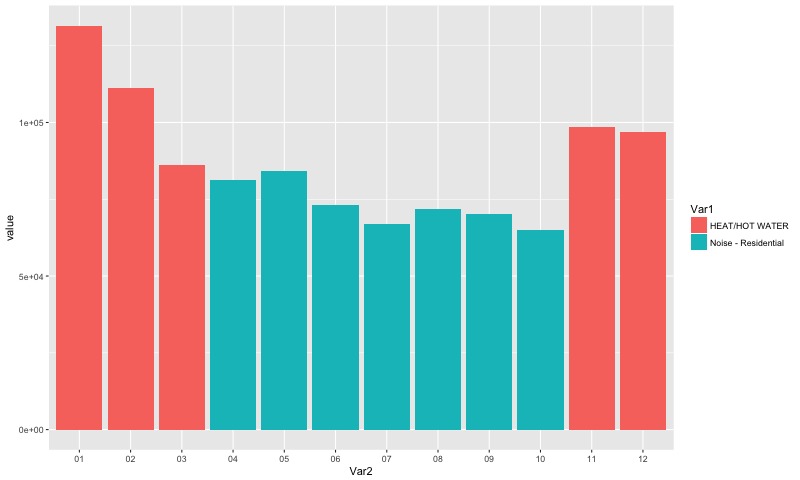 1e+05
5e+04
0e+00
value
01 02 03 04 05 06 07 08 09 10 11 12
Var2
Var1
HEAT/HOT WATER
Noise - Residential